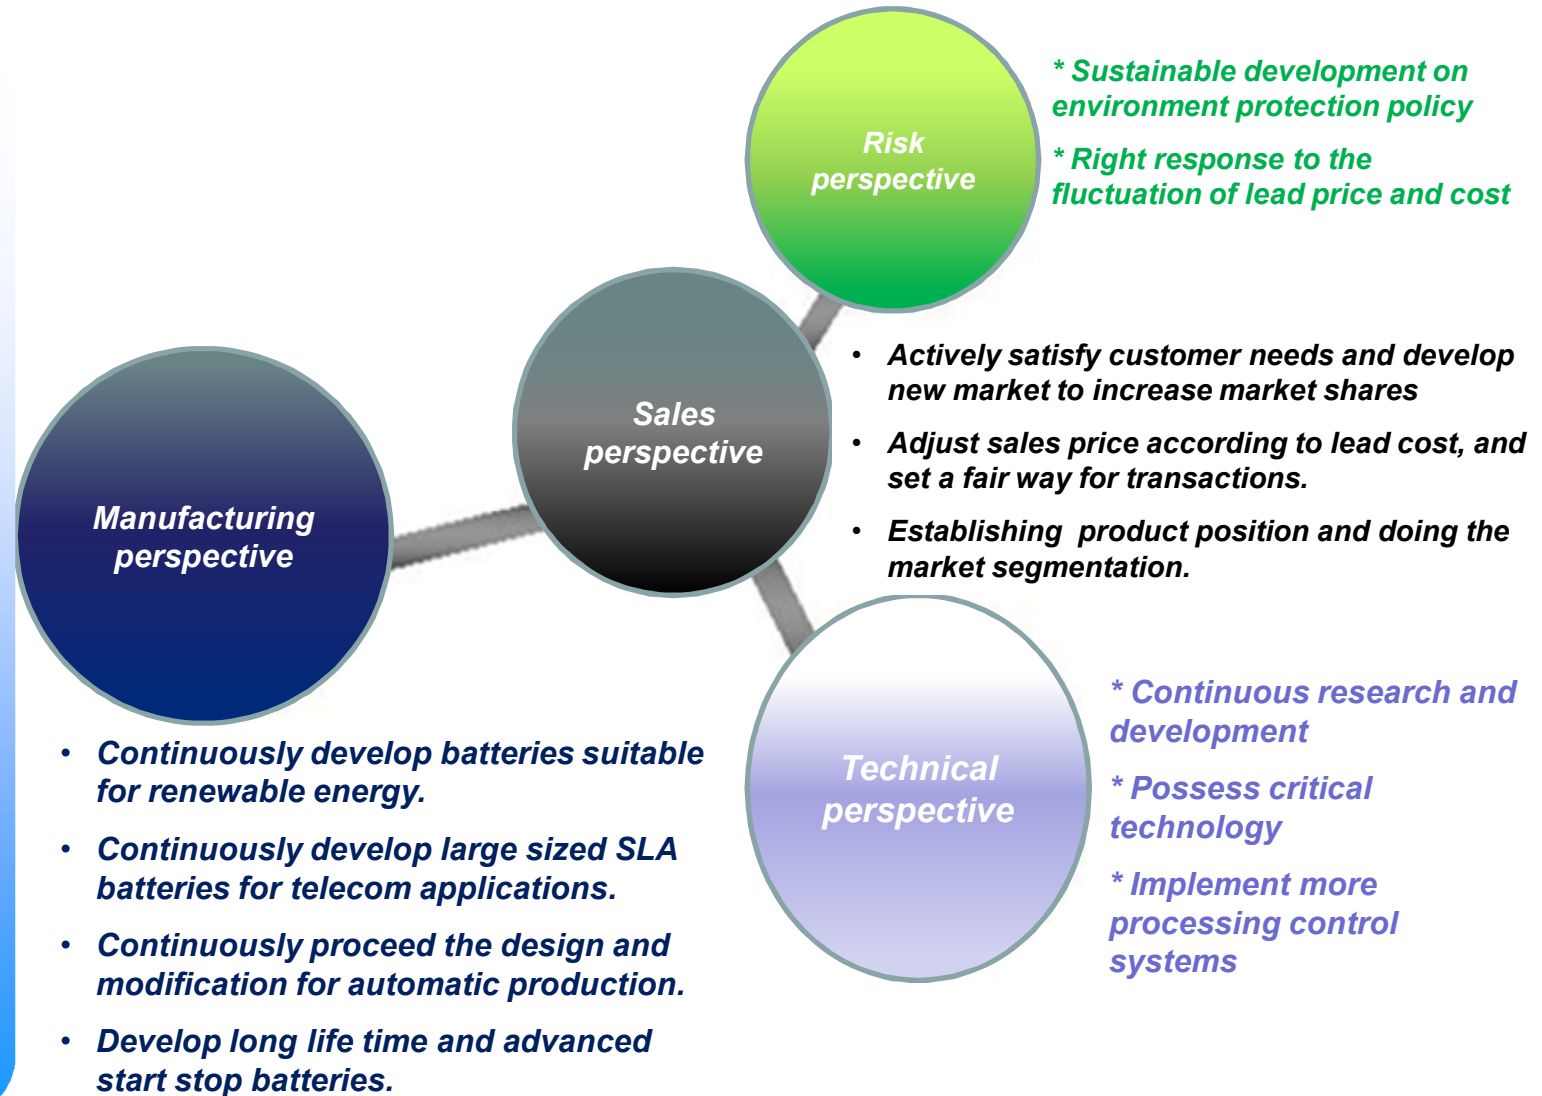 Risk
perspective
* Sustainable development on
environment protection policy
* Right response to the
fluctuation of lead price and cost
Sales
perspective
• Actively satisfy customer needs and develop
new market to increase market shares
• Adjust sales price according to lead cost, and
set a fair way for transactions.
• Establishing  product position and doing the
market segmentation.
Manufacturing
perspective
• Continuously develop batteries suitable
for renewable energy.
• Continuously develop large sized SLA
batteries for telecom applications.
• Continuously proceed the design and
modification for automatic production.
• Develop long life time and advanced
start stop batteries.
Technical
perspective
* Continuous research and
development
* Possess critical
technology
* Implement more
processing control
systems